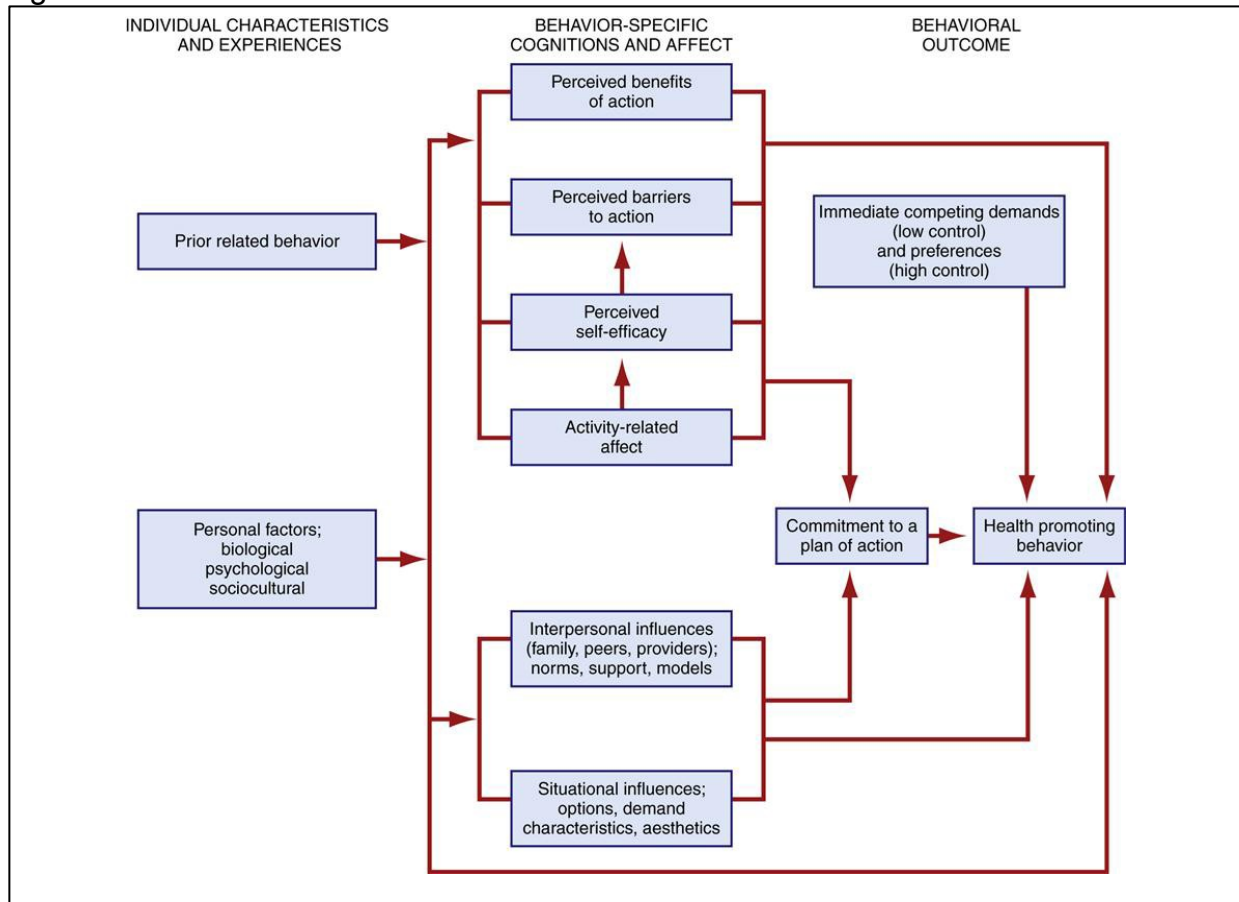 INDIVIDUAL CHARACTERISTICS
AND EXPERIENCES
BEHAVIOR-SPECIFIC
COGNITIONS AND AFFECT
BEHAVIORAL
OUTCOME
Perceived benefits
of action
Perceived barriers
to action
Prior related behavior
Immediate competing demands
(low control)
and preferences
(high control)
Perceived
self-efficacy
Activity-related
affect
Personal factors;
biological
psychological
sociocultural
Commitment to a
plan of action
Health promoting
behavior
Interpersonal influences
(family, peers, providers);
norms, support, models
Situational influences;
options, demand
characteristics, aesthetics